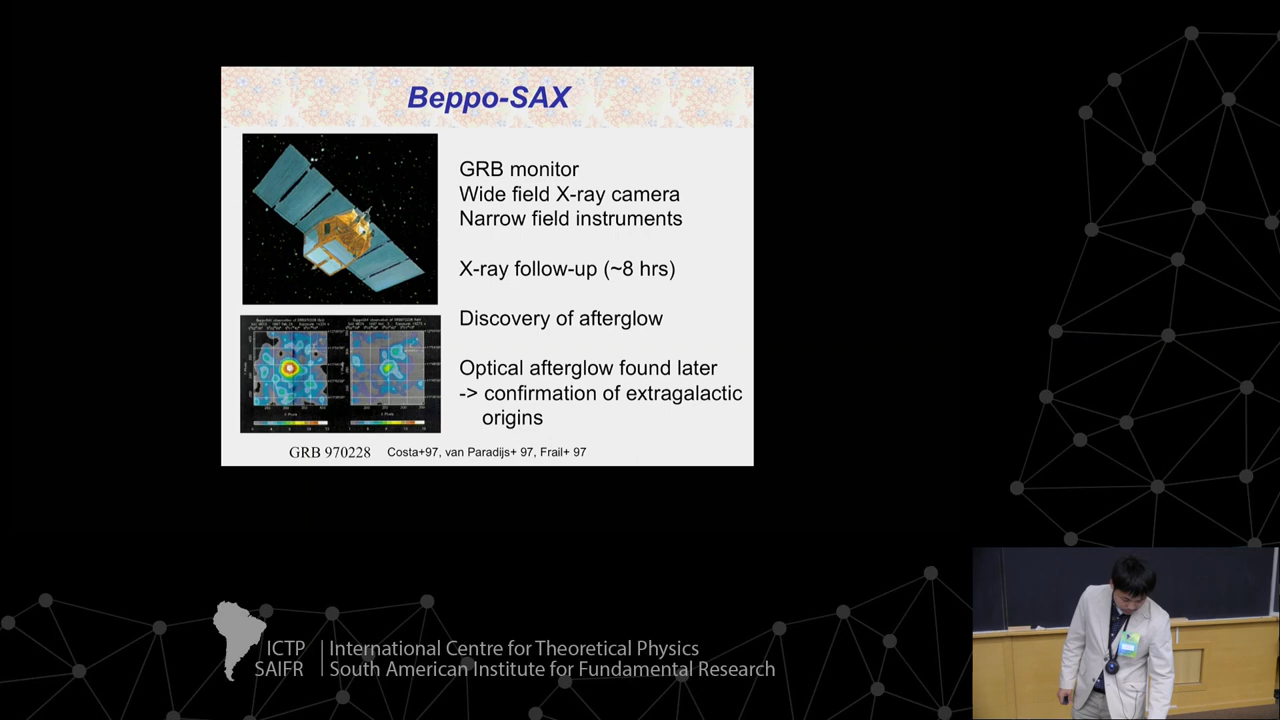 Beppo-SAX
GRB monitor
Wide field X-ray camera
Narrow field instruments
X-ray follow-up (~8 hrs)
Discovery of afterglow
Optical afterglow found later
-> confirmation of extragalactic
origins
GRB 970228 Costa+97, van Paradijs+ 97, Frail+ 97
ICTP International Centre for Theoretical Physics
SAIFR South American Institute for Fundamental Research